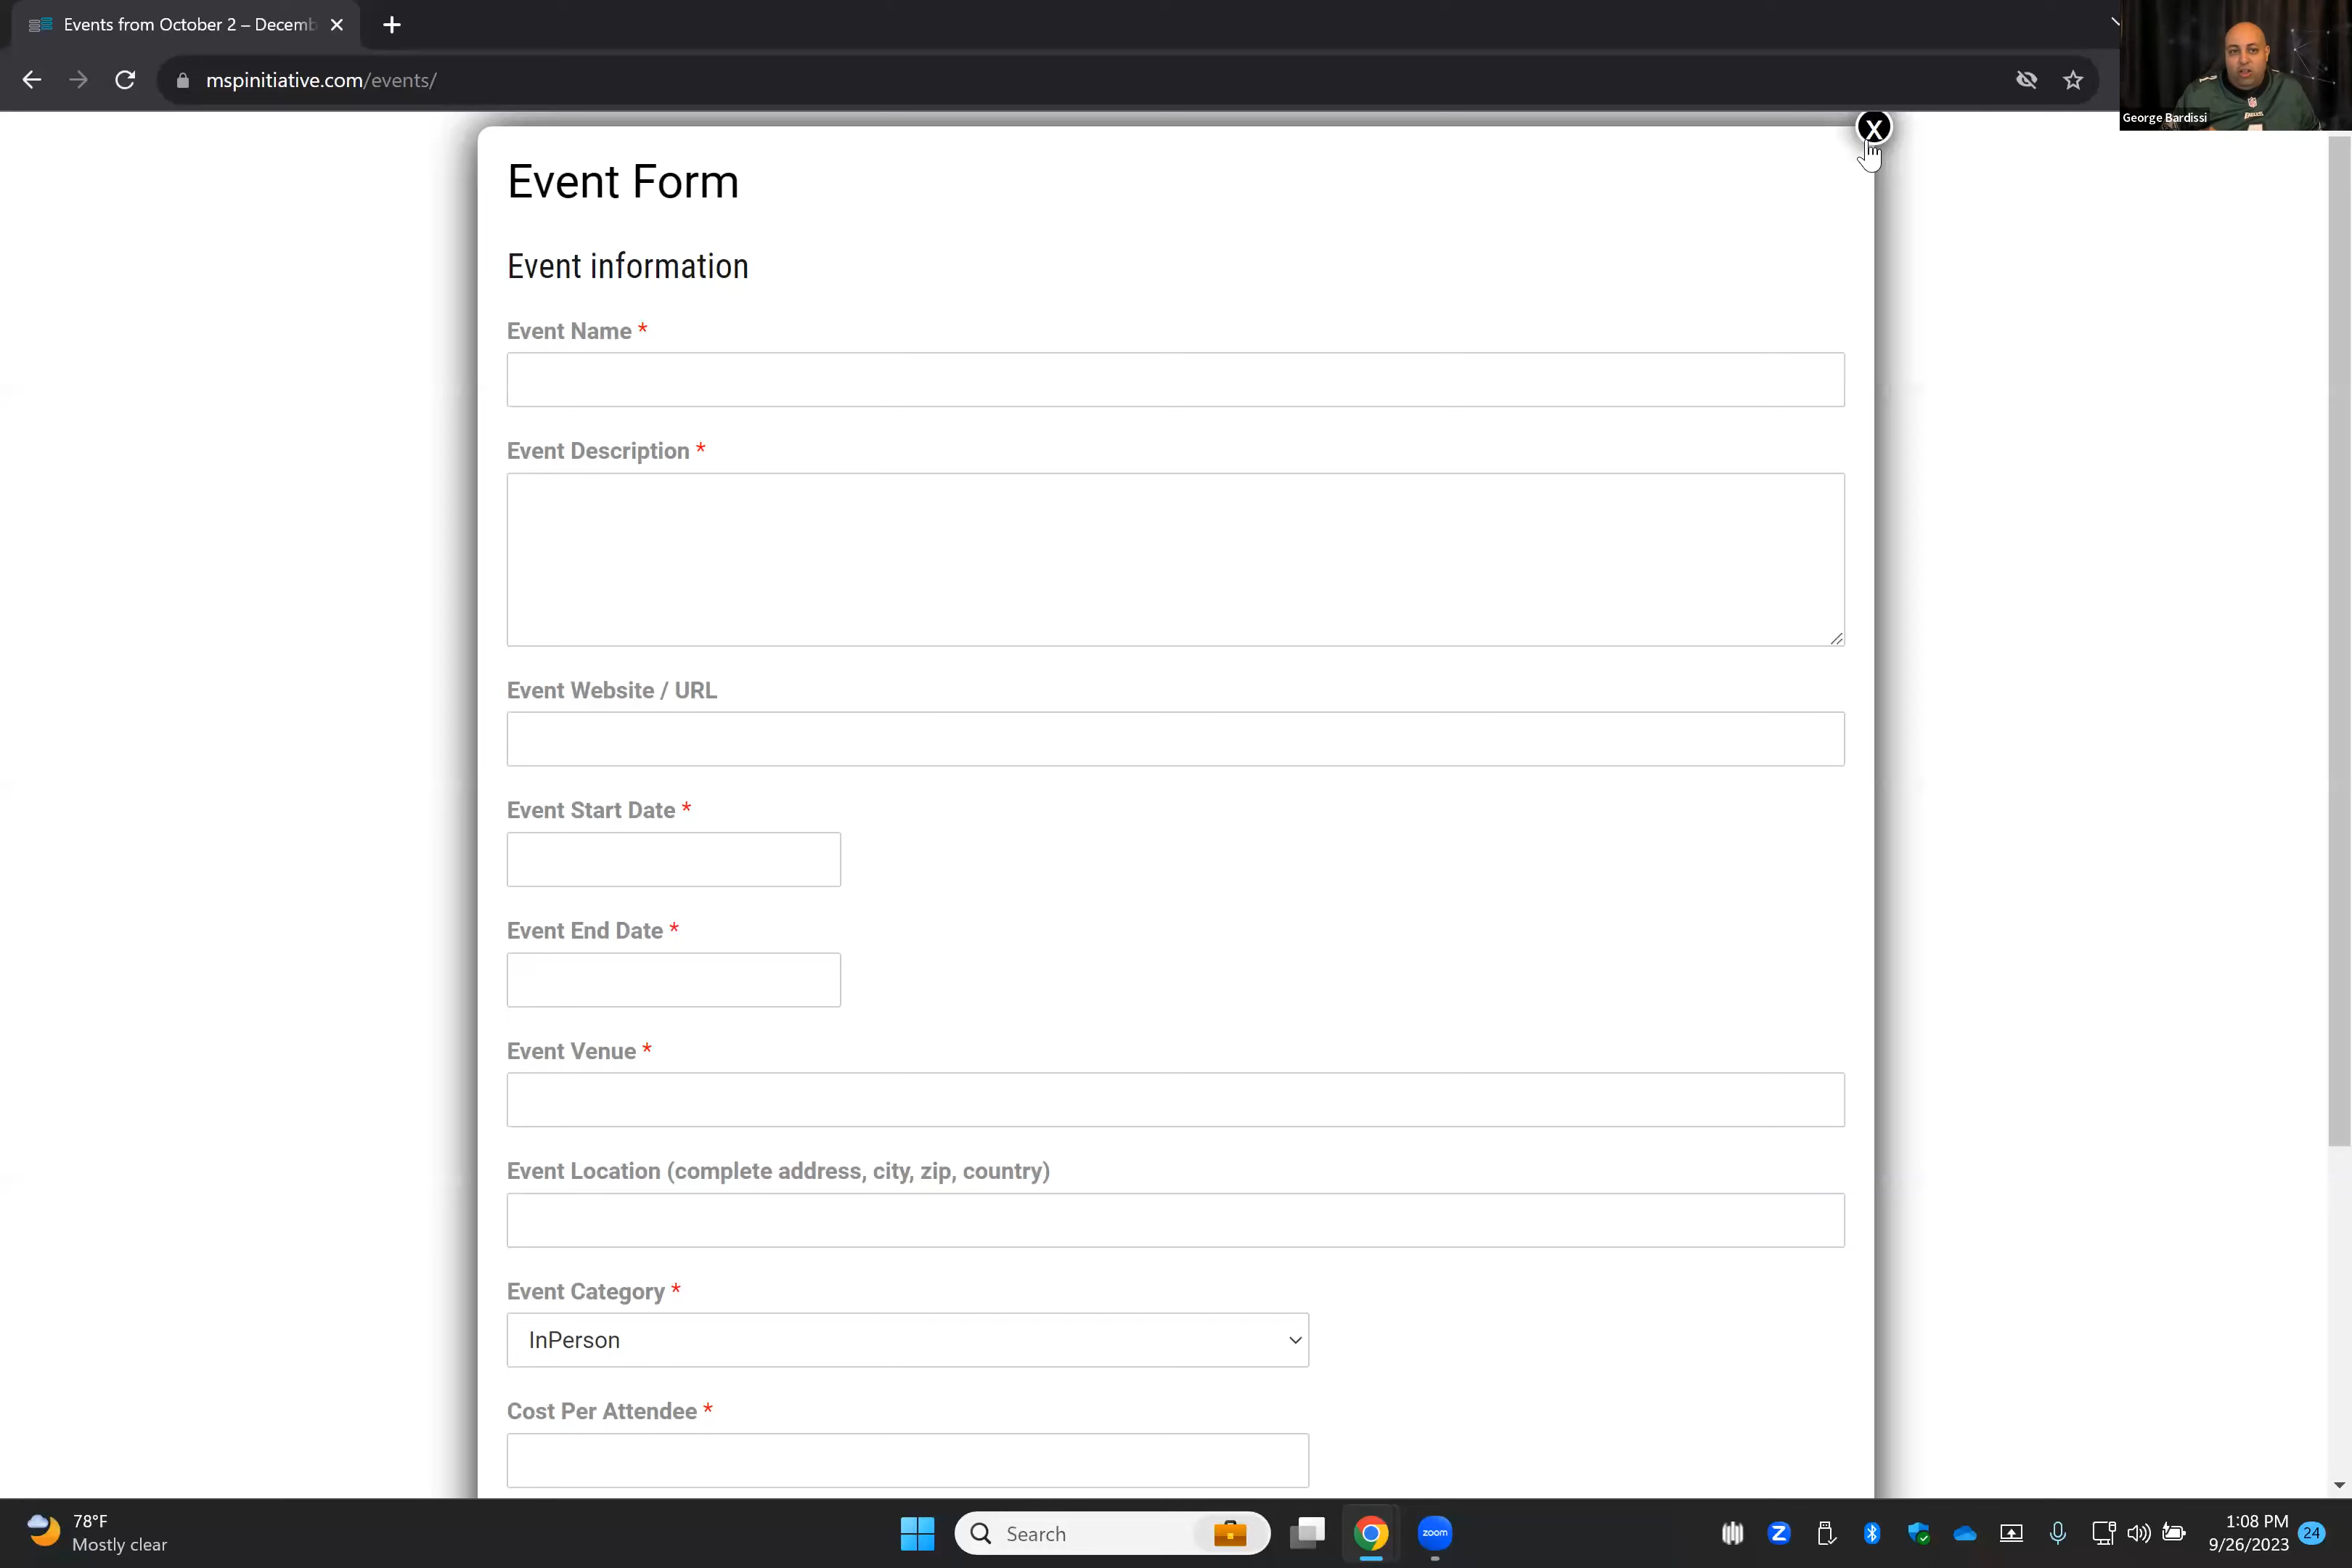 Events from October 2 – Decemb
mspinitiative.com/events/
George Bardissi
X
Event Form
Event information
Event Name *
Event Description *
Event Website / URL
Event Start Date *
Event End Date *
Event Venue *
Event Location (complete address, city, zip, country)
Event Category *
InPerson
Cost Per Attendee *
78°F
Mostly clear
Search
zoom
Z
1:08 PM
9/26/2023
24